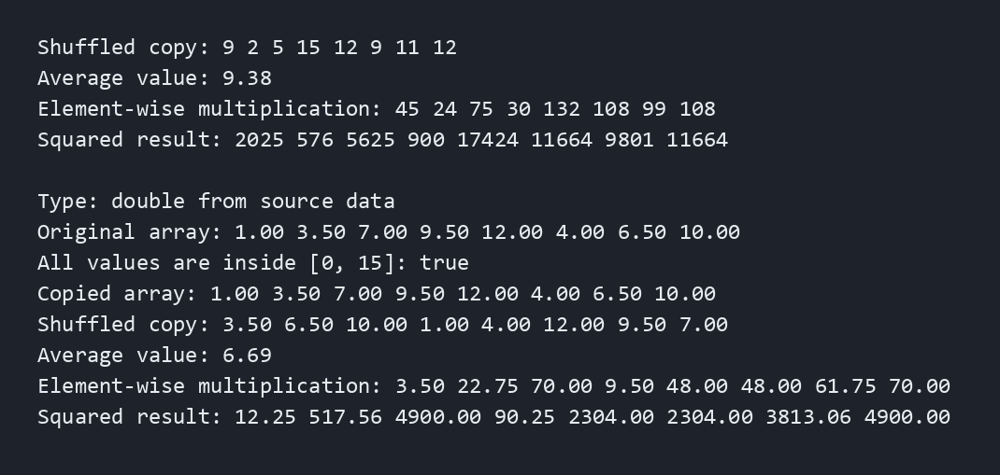 Shuffled copy: 9 2 5 15 12 9 11 12
Average value: 9.38
Element-wise multiplication: 45 24 75 30 132 108 99 108
Squared result: 2025 576 5625 900 17424 11664 9801 11664
Type: double from source data
Original array: 1.00 3.50 7.00 9.50 12.00 4.00 6.50 10.00
All values are inside [0, 15]: true
Copied array: 1.00 3.50 7.00 9.50 12.00 4.00 6.50 10.00
Shuffled copy: 3.50 6.50 10.00 1.00 4.00 12.00 9.50 7.00
Average value: 6.69
Element-wise multiplication: 3.50 22.75 70.00 9.50 48.00 48.00 61.75 70.00
Squared result: 12.25 517.56 4900.00 90.25 2304.00 2304.00 3813.06 4900.00